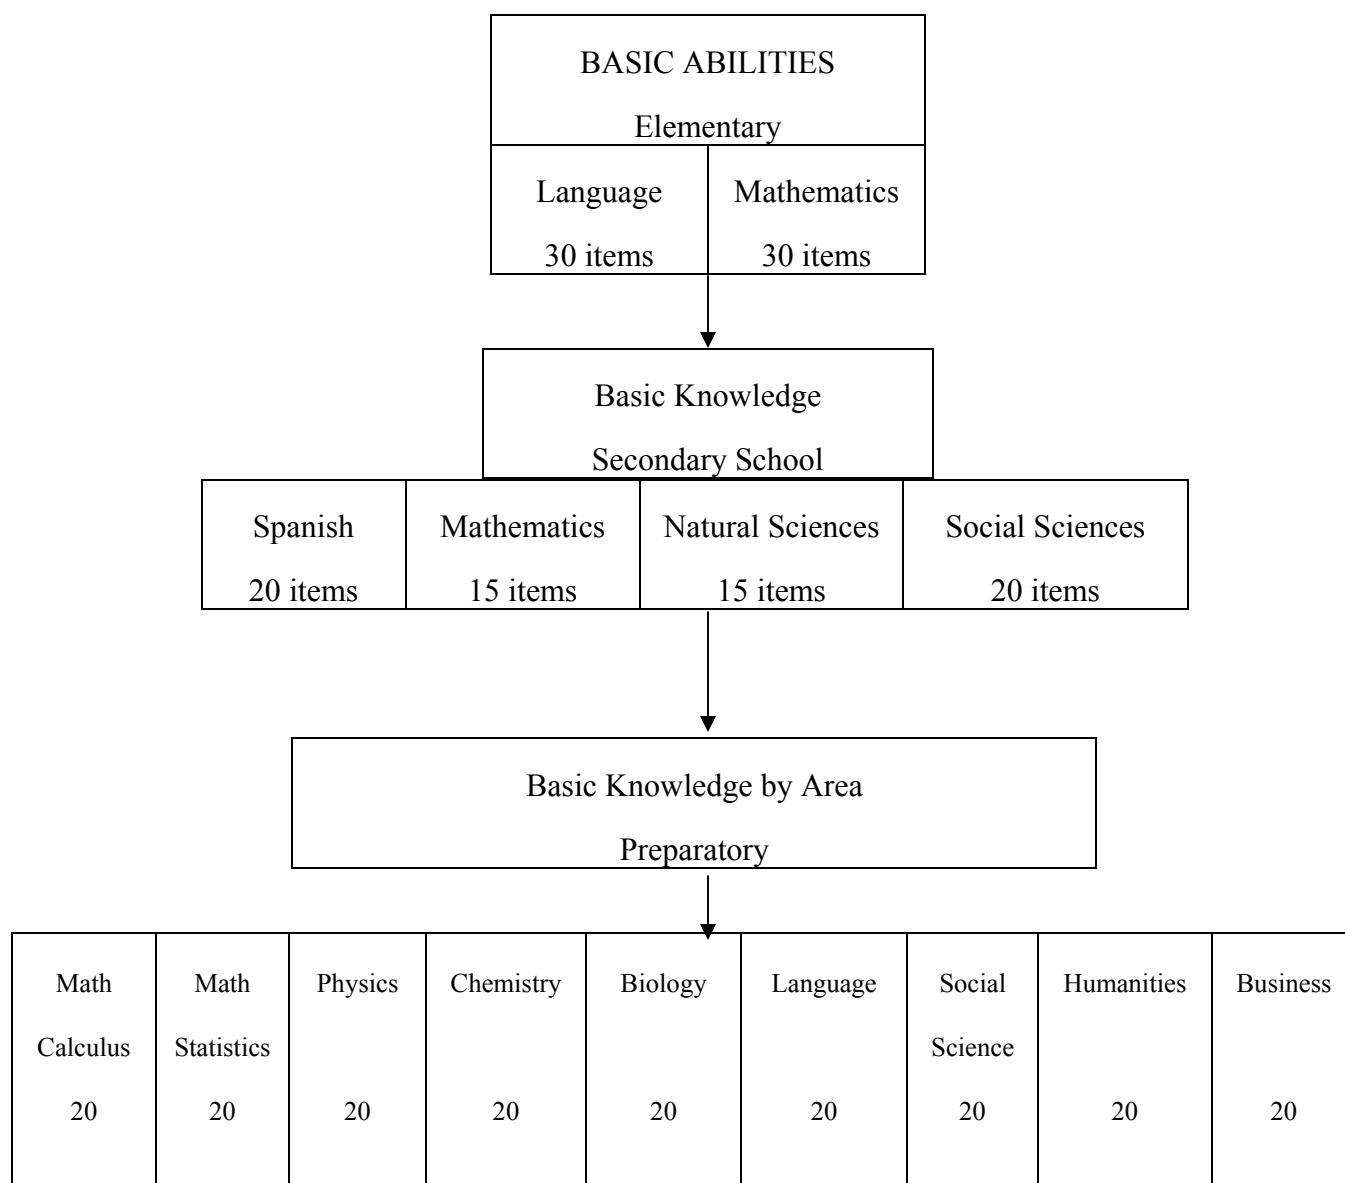 BASIC ABILITIES
Elementary
Language Mathematics
30 items 30 items
Basic Knowledge
Secondary School
Spanish Mathematics Natural Sciences Social Sciences
20 items 15 items 15 items 20 items
Basic Knowledge by Area
Preparatory
Math Math Physics Chemistry Biology Language Social Humanities Business
Calculus Statistics Science
20 20 20 20 20 20 20 20 20